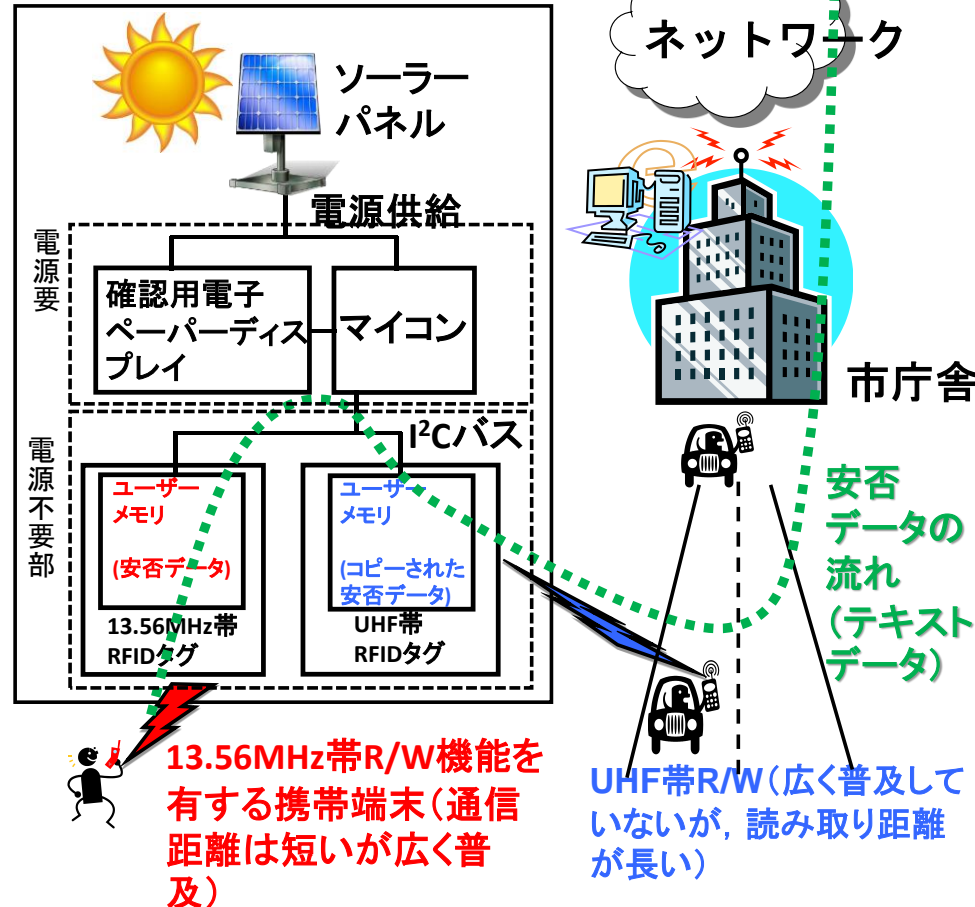 ネットワーク
ソーラー
パネル
電源供給
電源要
確認用電子
ペーパーディス
プレイ
マイコン
市庁舎
I²Cバス
電源不要部
ユーザー
メモリ
(安否データ)
13.56MHz帯
RFIDタグ
ユーザー
メモリ
(コピーされた
安否データ)
UHF帯
RFIDタグ
安否
データの
流れ
(テキスト
データ)
13.56MHz帯R/W機能を
有する携帯端末(通信
距離は短いが広く普
及)
UHF帯R/W(広く普及して
いないが,読み取り距離
が長い)